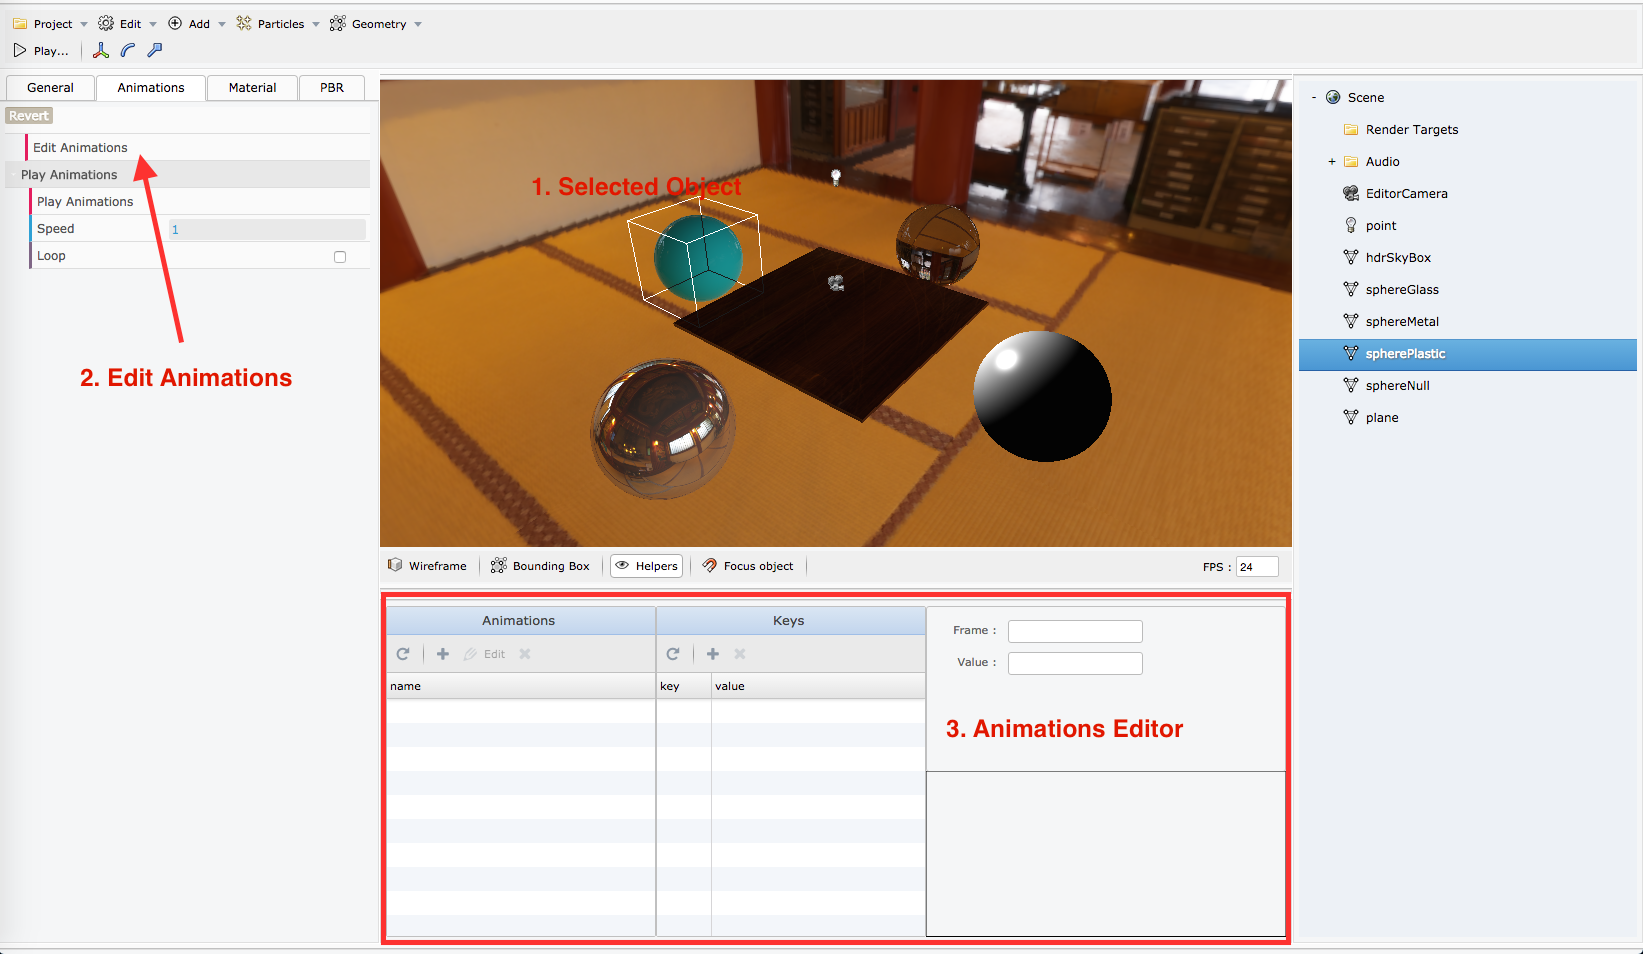 Project Edit Add Particles Geometry
Play...
General Animations Material PBR
Revert
Edit Animations
Play Animations
Play Animations
Speed 1
Loop
2. Edit Animations
1. Selected Object
Wireframe Bounding Box Helpers Focus object FPS : 24
Animations Keys
Edit
name key value
Frame :
Value :
3. Animations Editor
- Scene
Render Targets
+ Audio
EditorCamera
point
hdrSkyBox
sphereGlass
sphereMetal
spherePlastic
sphereNull
plane